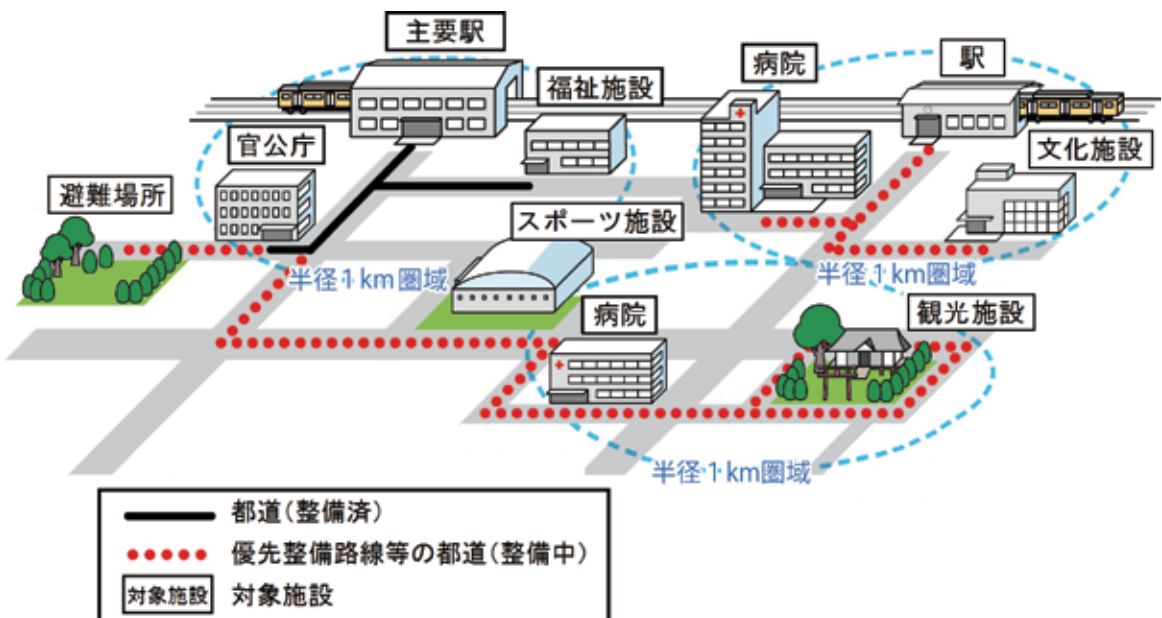 主要駅
病院
駅
福祉施設
官公庁
文化施設
避難場所
スポーツ施設
半径1km圏域
半径1km圏域
病院
観光施設
半径1km圏域
都道(整備済)
優先整備路線等の都道(整備中)
対象施設 対象施設